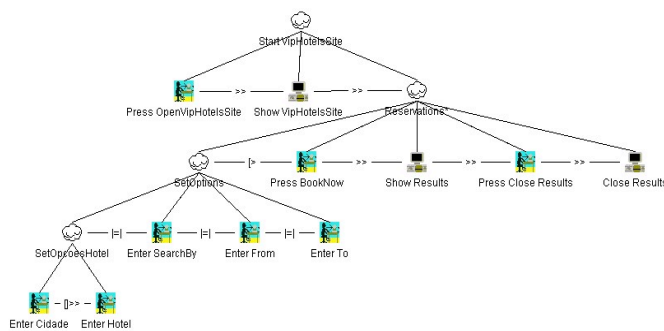 Start VipHotelsSite
>>
>>
Press OpenVipHotelsSite
Show VipHotelsSite
Reservations*
[>
>>
>>
>>
SetOptions
Press BookNow
Show Results
Press Close Results
Close Results
|=|
|=|
|=|
SetOpcoesHotel
Enter SearchBy
Enter From
Enter To
[]>>
Enter Cidade
Enter Hotel